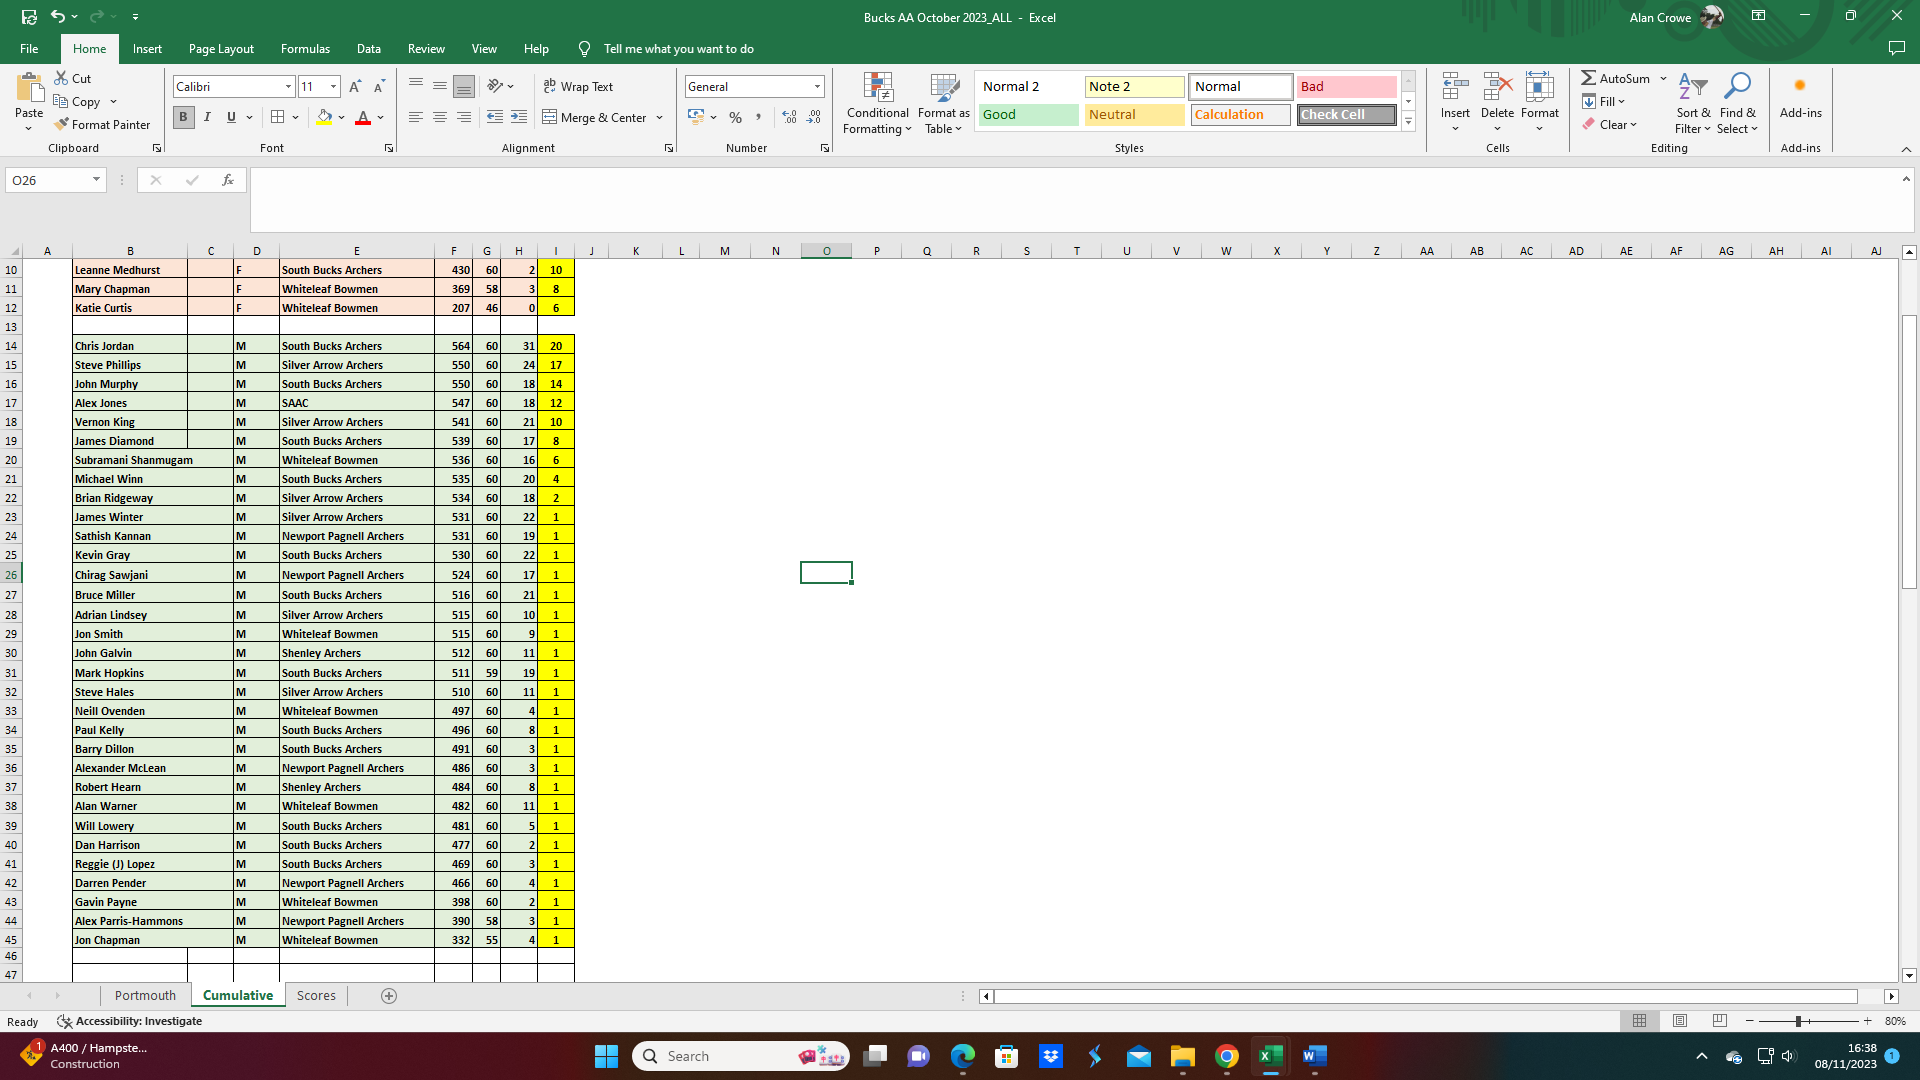 Bucks AA October 2023_ALL - Excel
Alan Crowe
File Home Insert Page Layout Formulas Data Review View Help Tell me what you want to do
Paste
Cut
Copy
Format Painter
Clipboard
Calibri 11
B I U
Font
Wrap Text
Merge & Center
Alignment
General
Number
Conditional Formatting
Format as Table
Normal 2 Note 2 Normal Bad
Good Neutral Calculation Check Cell
Styles
Insert Delete Format
Cells
AutoSum
Fill
Clear
Sort & Filter
Find & Select
Editing
Add-ins
Add-ins
O26
fx
A B C D E F G H I J K L M N O P Q R S T U V W X Y Z AA AB AC AD AE AF AG AH AI AJ
10 Leanne Medhurst F South Bucks Archers 430 60 2 10
11 Mary Chapman F Whiteleaf Bowmen 369 58 3 8
12 Katie Curtis F Whiteleaf Bowmen 207 46 0 6
13
14 Chris Jordan M South Bucks Archers 564 60 31 20
15 Steve Phillips M Silver Arrow Archers 550 60 24 17
16 John Murphy M South Bucks Archers 550 60 18 14
17 Alex Jones M SAAC 547 60 18 12
18 Vernon King M Silver Arrow Archers 541 60 21 10
19 James Diamond M South Bucks Archers 539 60 17 8
20 Subramani Shanmugam M Whiteleaf Bowmen 536 60 16 6
21 Michael Winn M South Bucks Archers 535 60 20 4
22 Brian Ridgeway M Silver Arrow Archers 534 60 18 2
23 James Winter M Silver Arrow Archers 531 60 22 1
24 Sathish Kannan M Newport Pagnell Archers 531 60 19 1
25 Kevin Gray M South Bucks Archers 530 60 22 1
26 Chirag Sawjani M Newport Pagnell Archers 524 60 17 1
27 Bruce Miller M South Bucks Archers 516 60 21 1
28 Adrian Lindsey M Silver Arrow Archers 515 60 10 1
29 Jon Smith M Whiteleaf Bowmen 515 60 9 1
30 John Galvin M Shenley Archers 512 60 11 1
31 Mark Hopkins M South Bucks Archers 511 59 19 1
32 Steve Hales M Silver Arrow Archers 510 60 11 1
33 Neill Ovenden M Whiteleaf Bowmen 497 60 4 1
34 Paul Kelly M South Bucks Archers 496 60 8 1
35 Barry Dillon M South Bucks Archers 491 60 3 1
36 Alexander McLean M Newport Pagnell Archers 486 60 3 1
37 Robert Hearn M Shenley Archers 484 60 8 1
38 Alan Warner M Whiteleaf Bowmen 482 60 11 1
39 Will Lowery M South Bucks Archers 481 60 5 1
40 Dan Harrison M South Bucks Archers 477 60 2 1
41 Reggie (J) Lopez M South Bucks Archers 469 60 3 1
42 Darren Pender M Newport Pagnell Archers 466 60 4 1
43 Gavin Payne M Whiteleaf Bowmen 398 60 2 1
44 Alex Parris-Hammons M Newport Pagnell Archers 390 58 3 1
45 Jon Chapman M Whiteleaf Bowmen 332 55 4 1
46
47
Portmouth Cumulative Scores
Ready Accessibility: Investigate 80%
1 A400 / Hampste...
Construction
Search
16:38
08/11/2023
1